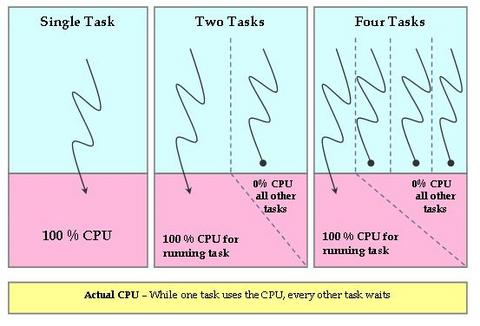 Single Task
Two Tasks
Four Tasks
0% CPU
all other
tasks
0% CPU
all other
tasks
100 % CPU
100 % CPU for
running task
100 % CPU for
running task
Actual CPU – While one task uses the CPU, every other task waits